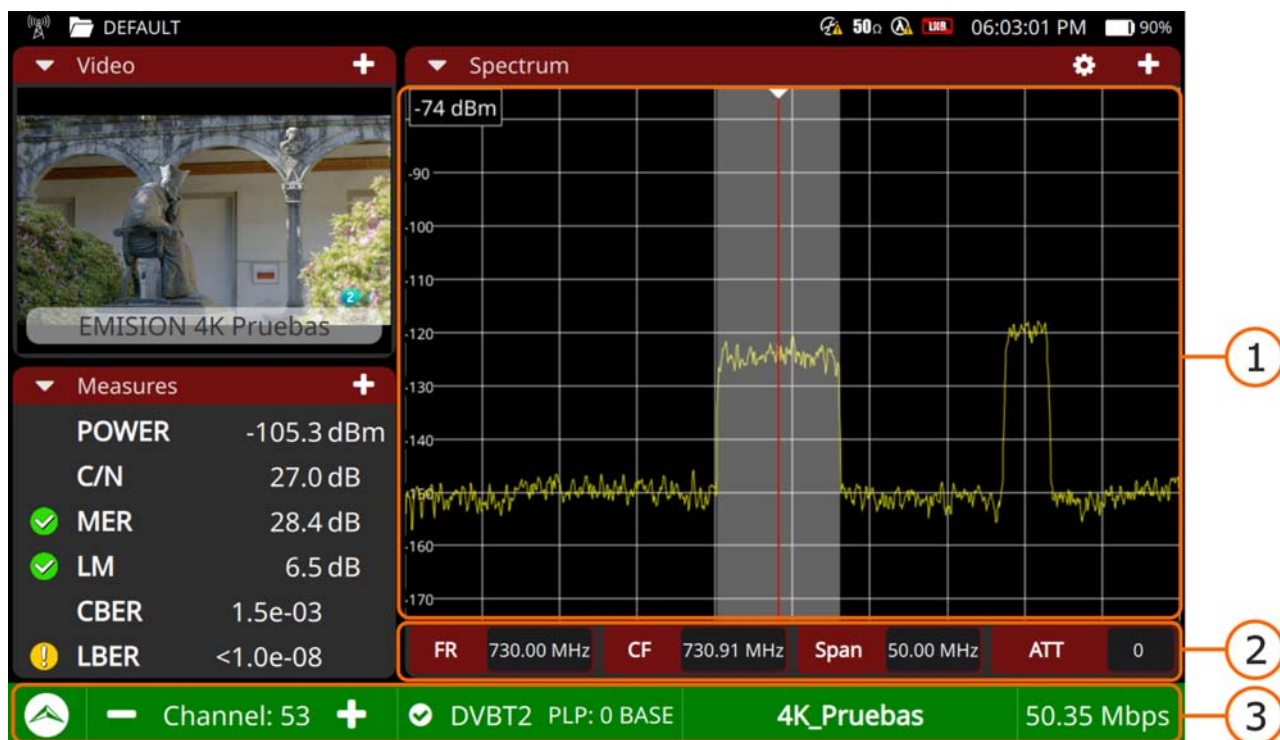 DEFAULT
50Ω LNB 06:03:01 PM 90%
Video
EMISION 4K Pruebas
2
Measures
POWER -105.3 dBm
C/N 27.0 dB
MER 28.4 dB
LM 6.5 dB
CBER 1.5e-03
LBER <1.0e-08
Spectrum
-74 dBm
-90
-100
-110
-120
-130
-140
-150
-160
-170
1
FR 730.00 MHz CF 730.91 MHz Span 50.00 MHz ATT 0
2
Channel: 53 DVBT2 PLP: 0 BASE 4K_Pruebas 50.35 Mbps
3